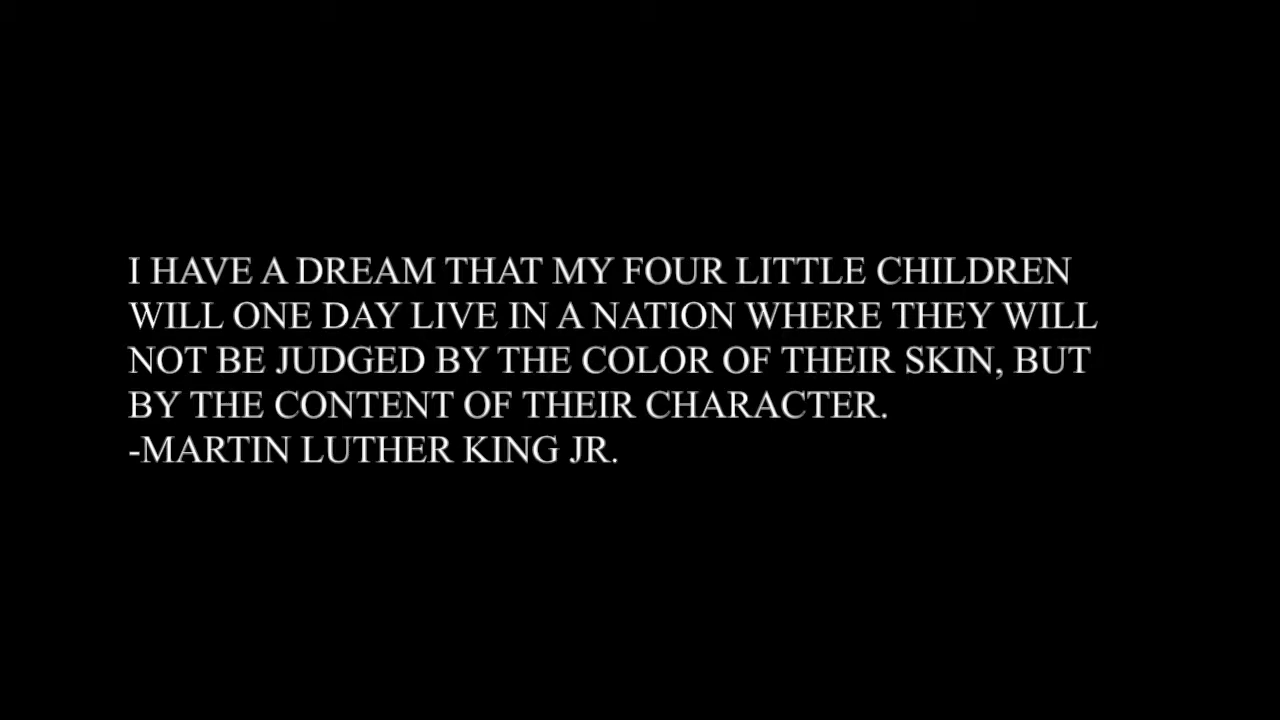 I HAVE A DREAM THAT MY FOUR LITTLE CHILDREN
WILL ONE DAY LIVE IN A NATION WHERE THEY WILL
NOT BE JUDGED BY THE COLOR OF THEIR SKIN, BUT
BY THE CONTENT OF THEIR CHARACTER.
-MARTIN LUTHER KING JR.